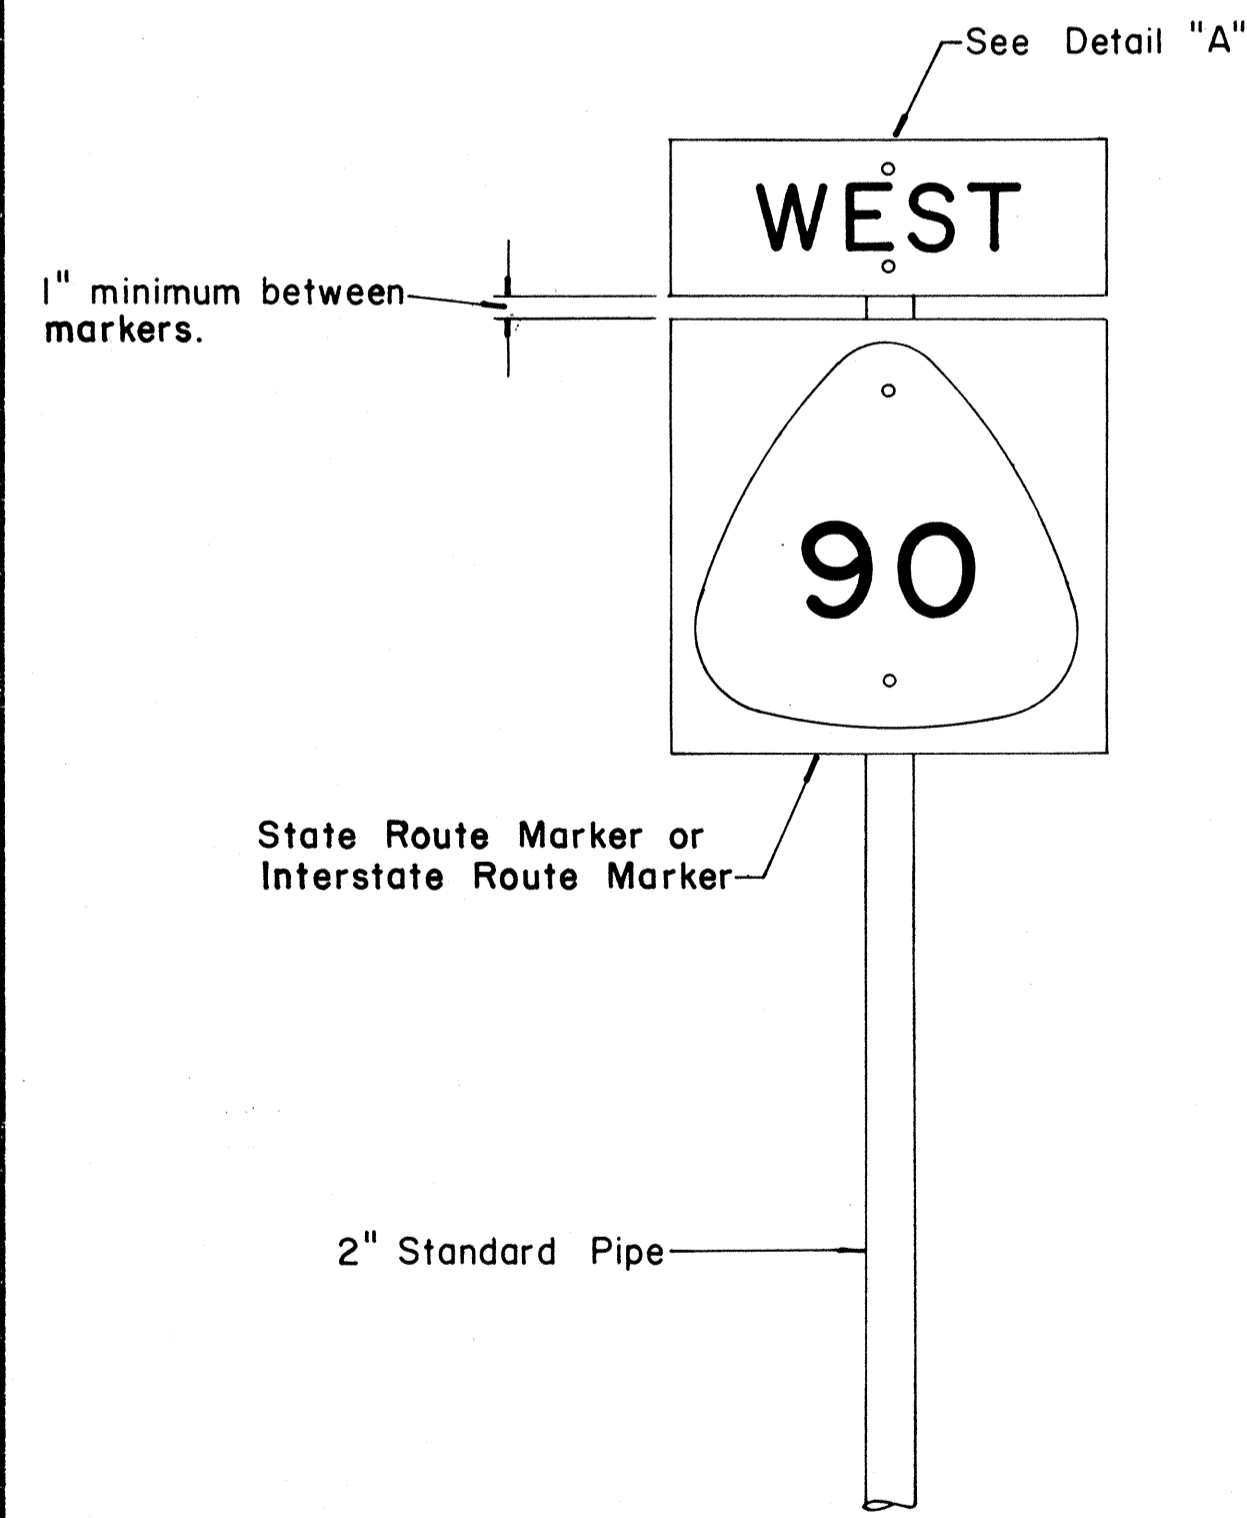 See Detail "A"
WEST
1" minimum between
markers.
90
State Route Marker or
Interstate Route Marker
2" Standard Pipe